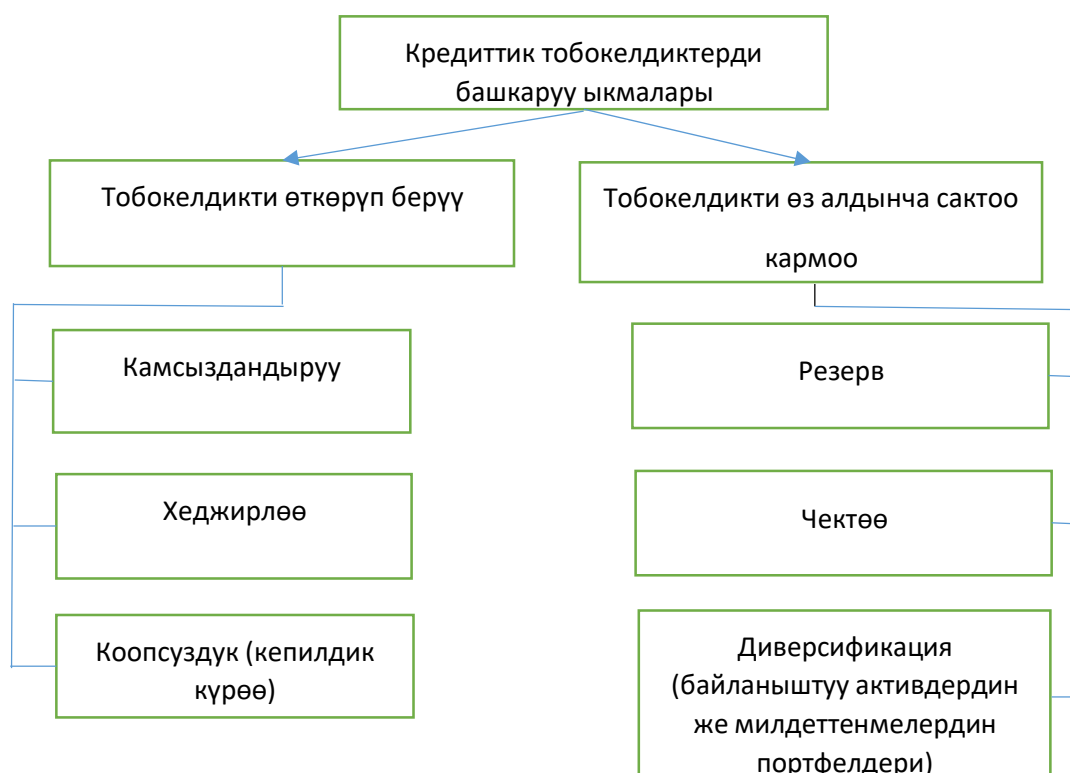 Кредиттик тобокелдиктерди
башкаруу ыкмалары
Тобокелдикти өткөрүп берүү
Тобокелдикти өз алдынча сактоо
кармоо
Камсыздандыруу
Резерв
Хеджирлөө
Чектөө
Коопсуздук (кепилдик
күрөө)
Диверсификация
(байланыштуу активдердин
же милдеттенмелердин
портфелдери)